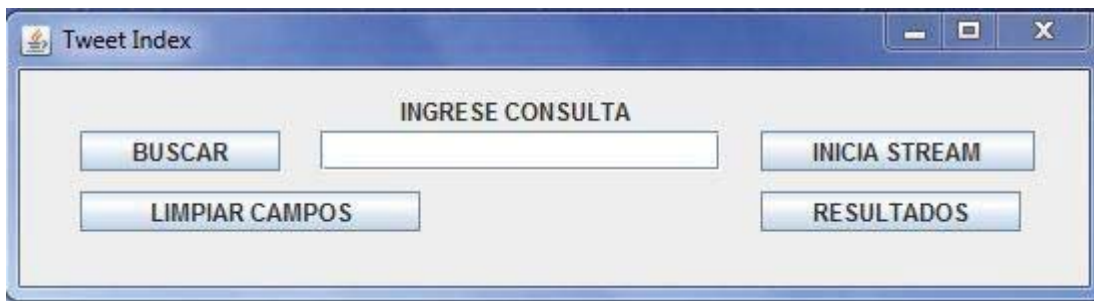 Tweet Index
INGRESE CONSULTA
BUSCAR
INICIA STREAM
LIMPIAR CAMPOS
RESULTADOS